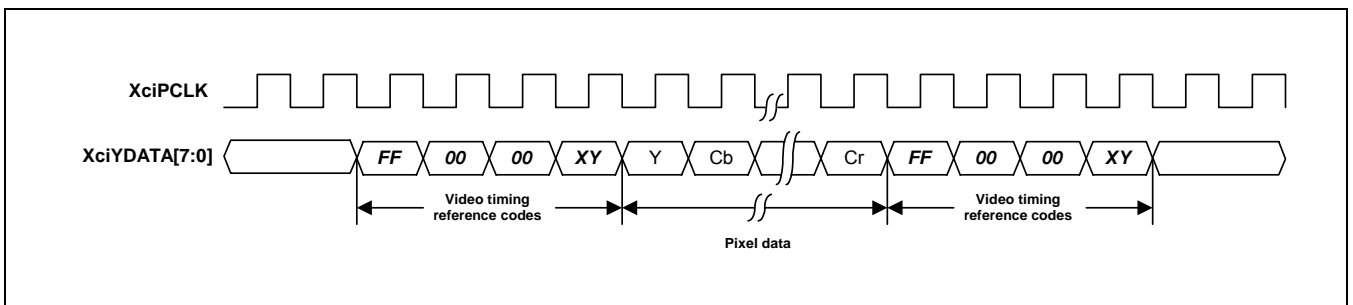 XciPCLK
XciYDATA[7:0] FF 00 00 XY Y Cb Cr FF 00 00 XY
Video timing reference codes Video timing reference codes
Pixel data